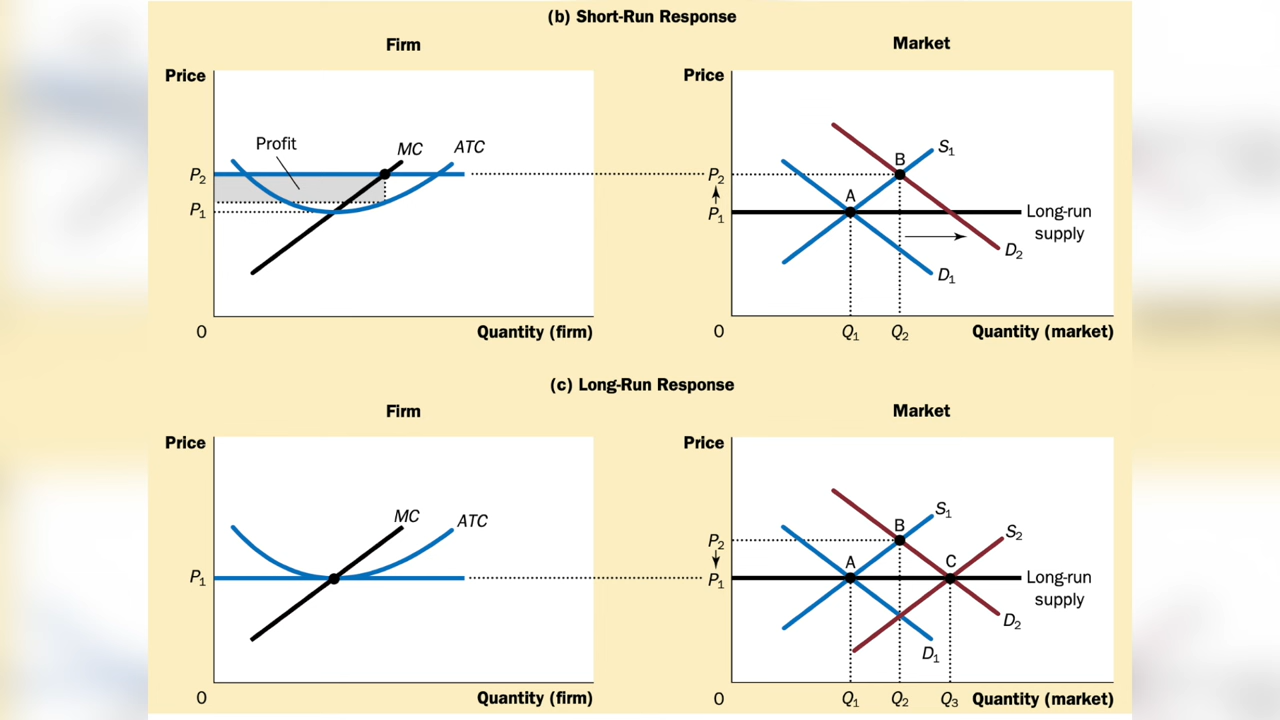 (b) Short-Run Response
Firm
Market
Price
Profit
MC
ATC
P2
P1
0
Quantity (firm)
Price
P2
P1
A
B
S1
Long-run
supply
D2
D1
0
Q1
Q2
Quantity (market)
(c) Long-Run Response
Firm
Market
Price
MC
ATC
P1
0
Quantity (firm)
Price
P2
P1
A
B
C
S1
S2
Long-run
supply
D2
D1
0
Q1
Q2
Q3
Quantity (market)